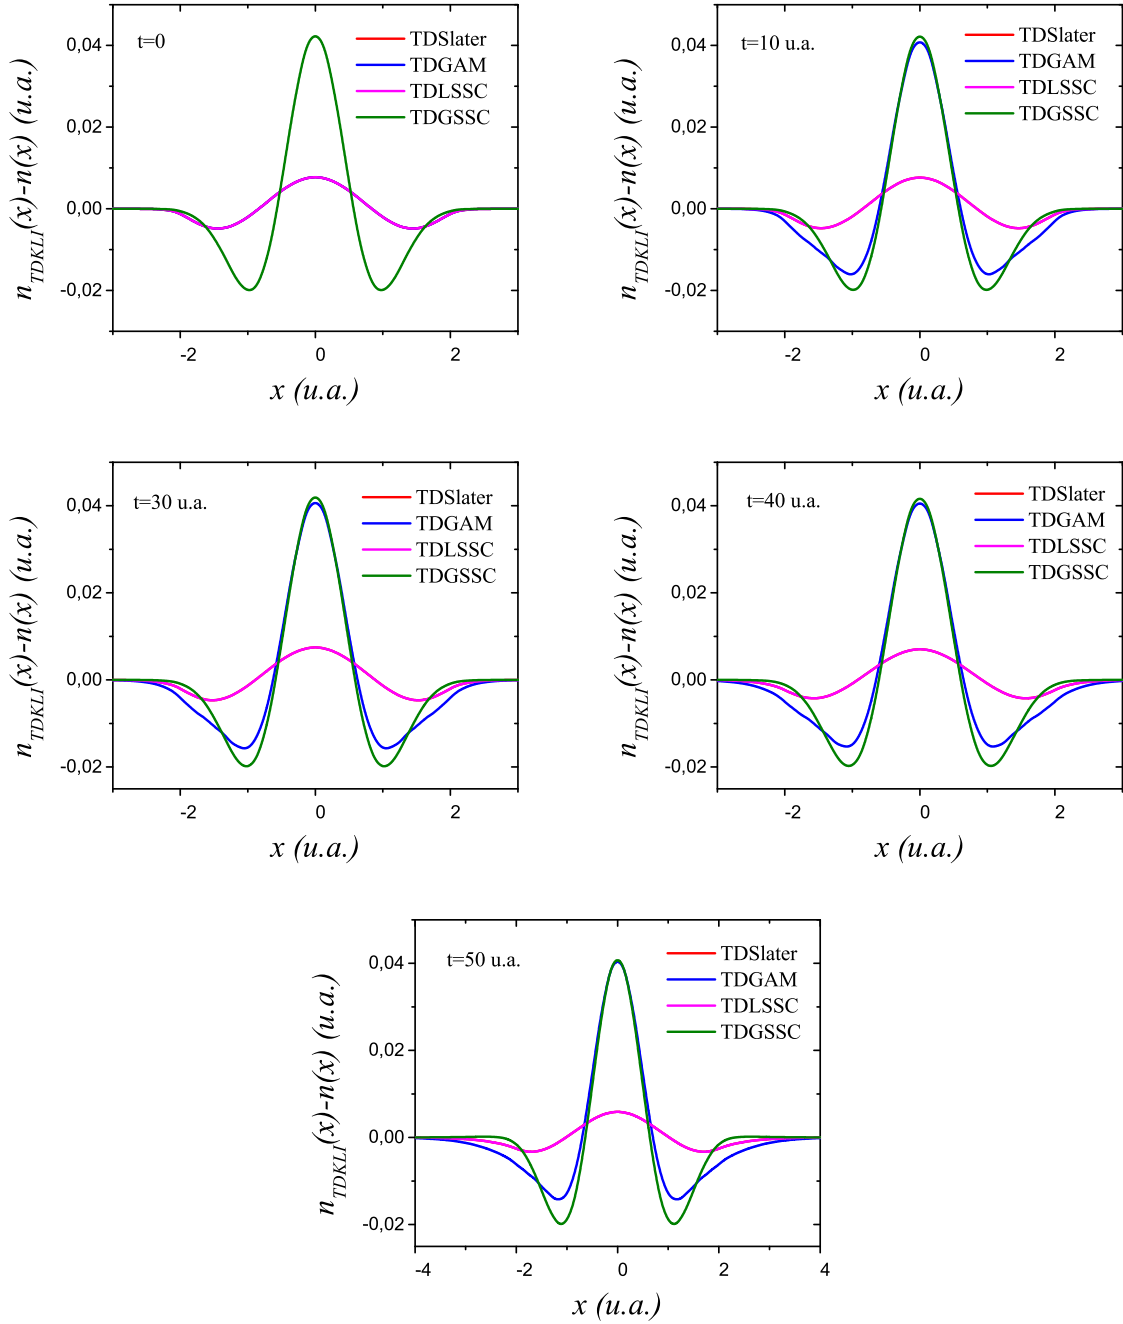 t=0
TDSlater
TDGAM
TDLSSC
TDGSSC
0,04
0,02
0,00
-0,02
n_TDKLI(x)-n(x) (u.a.)
-2
0
2
x (u.a.)
t=10 u.a.
TDSlater
TDGAM
TDLSSC
TDGSSC
0,04
0,02
0,00
-0,02
n_TDKLI(x)-n(x) (u.a.)
-2
0
2
x (u.a.)
t=30 u.a.
TDSlater
TDGAM
TDLSSC
TDGSSC
0,04
0,02
0,00
-0,02
n_TDKLI(x)-n(x) (u.a.)
-2
0
2
x (u.a.)
t=40 u.a.
TDSlater
TDGAM
TDLSSC
TDGSSC
0,04
0,02
0,00
-0,02
n_TDKLI(x)-n(x) (u.a.)
-2
0
2
x (u.a.)
t=50 u.a.
TDSlater
TDGAM
TDLSSC
TDGSSC
0,04
0,02
0,00
-0,02
n_TDKLI(x)-n(x) (u.a.)
-4
-2
0
2
4
x (u.a.)